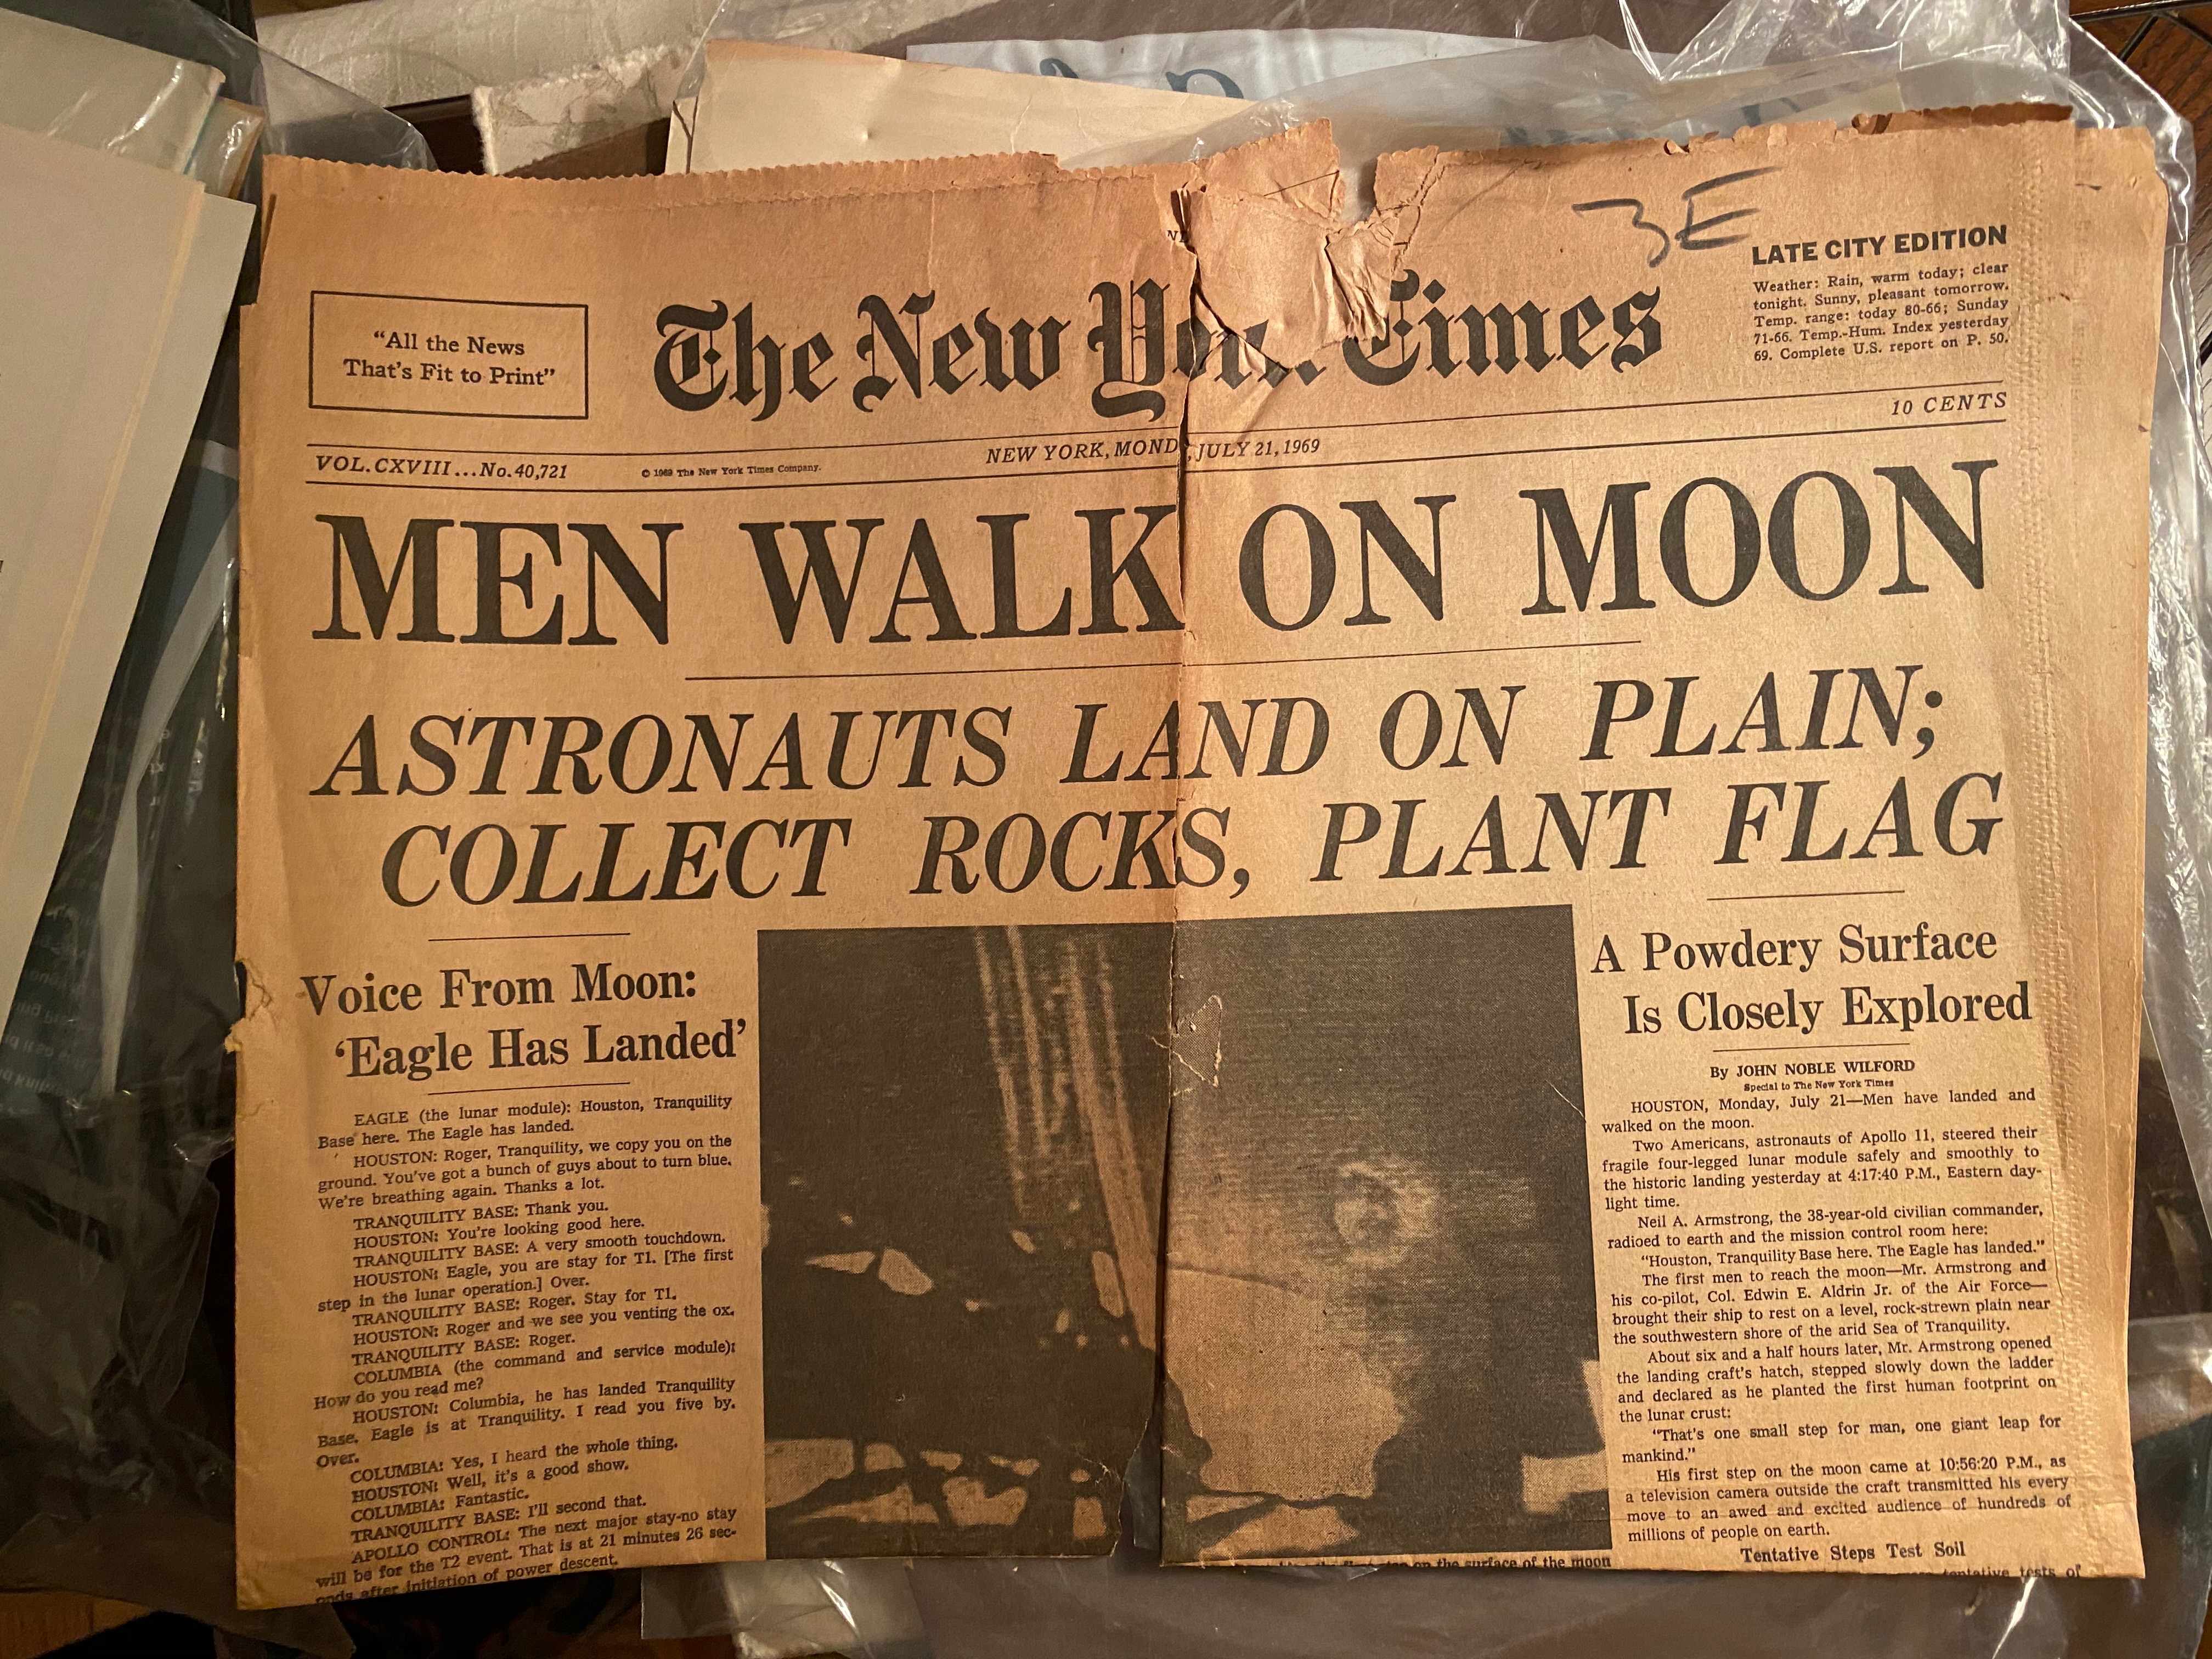 3E
LATE CITY EDITION
Weather: Rain, warm today; clear
tonight. Sunny, pleasant tomorrow.
Temp. range: today 80-66; Sunday
71-66. Temp.-Hum. Index yesterday
69. Complete U.S. report on P. 50.
"All the News
That's Fit to Print"
The New Times
10 CENTS
VOL. CXVIII...No. 40,721
© 1969 The New York Times Company.
NEW YORK, MOND , JULY 21, 1969
MEN WALK ON MOON
ASTRONAUTS LAND ON PLAIN;
COLLECT ROCKS, PLANT FLAG
Voice From Moon:
'Eagle Has Landed'
EAGLE (the lunar module): Houston, Tranquility
Base here. The Eagle has landed.
HOUSTON: Roger, Tranquility, we copy you on the
ground. You've got a bunch of guys about to turn blue.
We're breathing again. Thanks a lot.
TRANQUILITY BASE: Thank you.
HOUSTON: You're looking good here.
TRANQUILITY BASE: A very smooth touchdown.
HOUSTON: Eagle, you are stay for T1. [The first
step in the lunar operation.] Over.
TRANQUILITY BASE: Roger. Stay for T1.
HOUSTON: Roger and we see you venting the ox.
TRANQUILITY BASE: Roger.
COLUMBIA (the command and service module):
How do you read me?
HOUSTON: Columbia, he has landed Tranquility
Base. Eagle is at Tranquility. I read you five by.
Over.
COLUMBIA: Yes, I heard the whole thing.
HOUSTON: Well, it's a good show.
COLUMBIA: Fantastic.
TRANQUILITY BASE: I'll second that.
APOLLO CONTROL: The next major stay-no stay
will be for the T2 event. That is at 21 minutes 26 sec-
onds after initiation of power descent.
on the surface of the moon
A Powdery Surface
Is Closely Explored
By JOHN NOBLE WILFORD
Special to The New York Times
HOUSTON, Monday, July 21—Men have landed and
walked on the moon.
Two Americans, astronauts of Apollo 11, steered their
fragile four-legged lunar module safely and smoothly to
the historic landing yesterday at 4:17:40 P.M., Eastern day-
light time.
Neil A. Armstrong, the 38-year-old civilian commander,
radioed to earth and the mission control room here:
"Houston, Tranquility Base here. The Eagle has landed."
The first men to reach the moon—Mr. Armstrong and
his co-pilot, Col. Edwin E. Aldrin Jr. of the Air Force—
brought their ship to rest on a level, rock-strewn plain near
the southwestern shore of the arid Sea of Tranquility.
About six and a half hours later, Mr. Armstrong opened
the landing craft's hatch, stepped slowly down the ladder
and declared as he planted the first human footprint on
the lunar crust:
"That's one small step for man, one giant leap for
mankind."
His first step on the moon came at 10:56:20 P.M., as
a television camera outside the craft transmitted his every
move to an awed and excited audience of hundreds of
millions of people on earth.
Tentative Steps Test Soil
tentative tests of